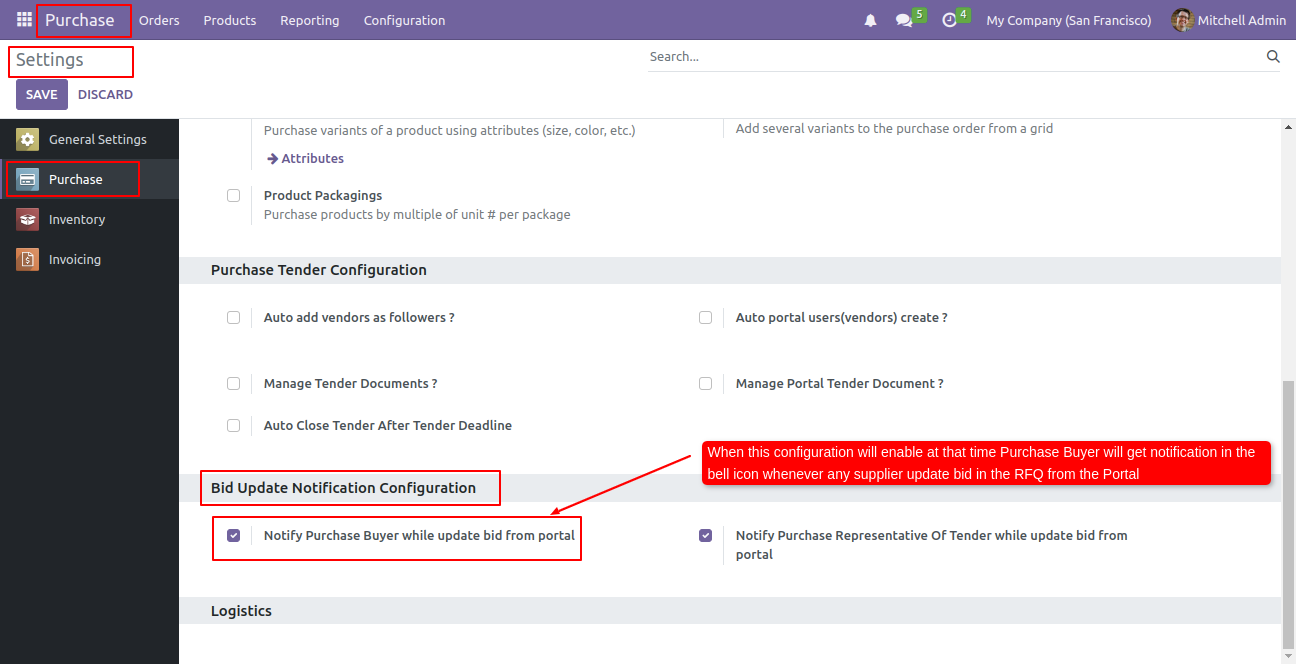 Purchase Orders Products Reporting Configuration 5 4 My Company (San Francisco) Mitchell Admin
Settings
Search...
SAVE DISCARD
General Settings
Purchase
Inventory
Invoicing
Purchase variants of a product using attributes (size, color, etc.)
Add several variants to the purchase order from a grid
Attributes
Product Packagings
Purchase products by multiple of unit # per package
Purchase Tender Configuration
Auto add vendors as followers ?
Auto portal users(vendors) create ?
Manage Tender Documents ?
Manage Portal Tender Document ?
Auto Close Tender After Tender Deadline
When this configuration will enable at that time Purchase Buyer will get notification in the
bell icon whenever any supplier update bid in the RFQ from the Portal
Bid Update Notification Configuration
Notify Purchase Buyer while update bid from portal
Notify Purchase Representative Of Tender while update bid from
portal
Logistics